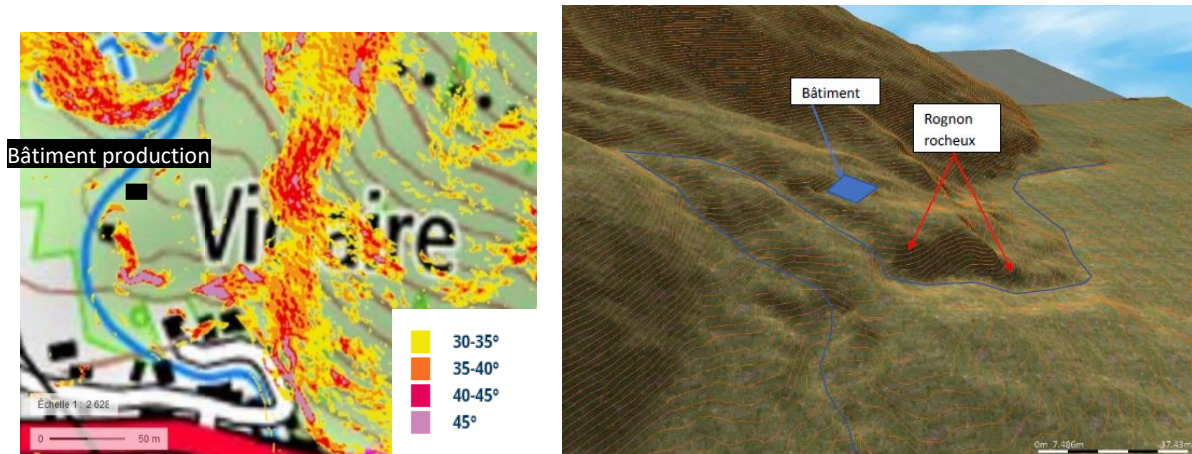 Bâtiment production
Vi aire
30-35°
35-40°
40-45°
45°
Échelle 1 : 2 628
0 50 m
Bâtiment
Rognon
rocheux
0m 7.486m 37.43m